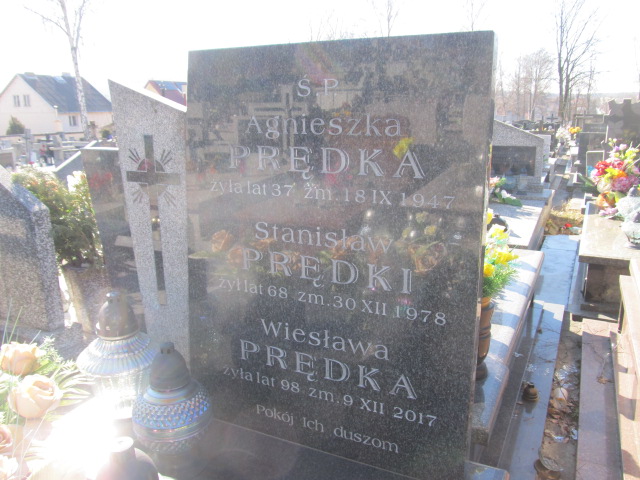 Ś.P.
Agnieszka
PRĘDKA
żyła lat 37, zm. 18 IX 1947
Stanisław
PRĘDKI
żył lat 68. zm. 30 XII 1978
Wiesława
PRĘDKA
żyła lat 98. zm. 9 XII 2017
Pokój Ich duszom